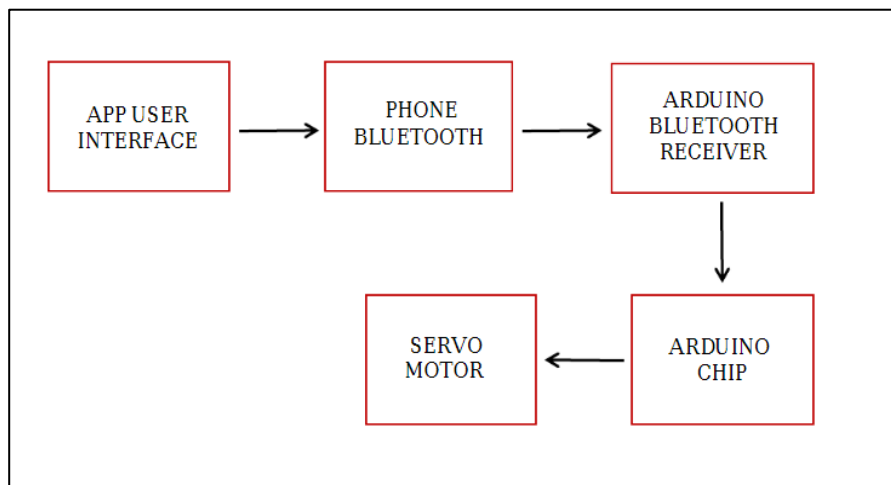 APP USER
INTERFACE
PHONE
BLUETOOTH
ARDUINO
BLUETOOTH
RECEIVER
SERVO
MOTOR
ARDUINO
CHIP